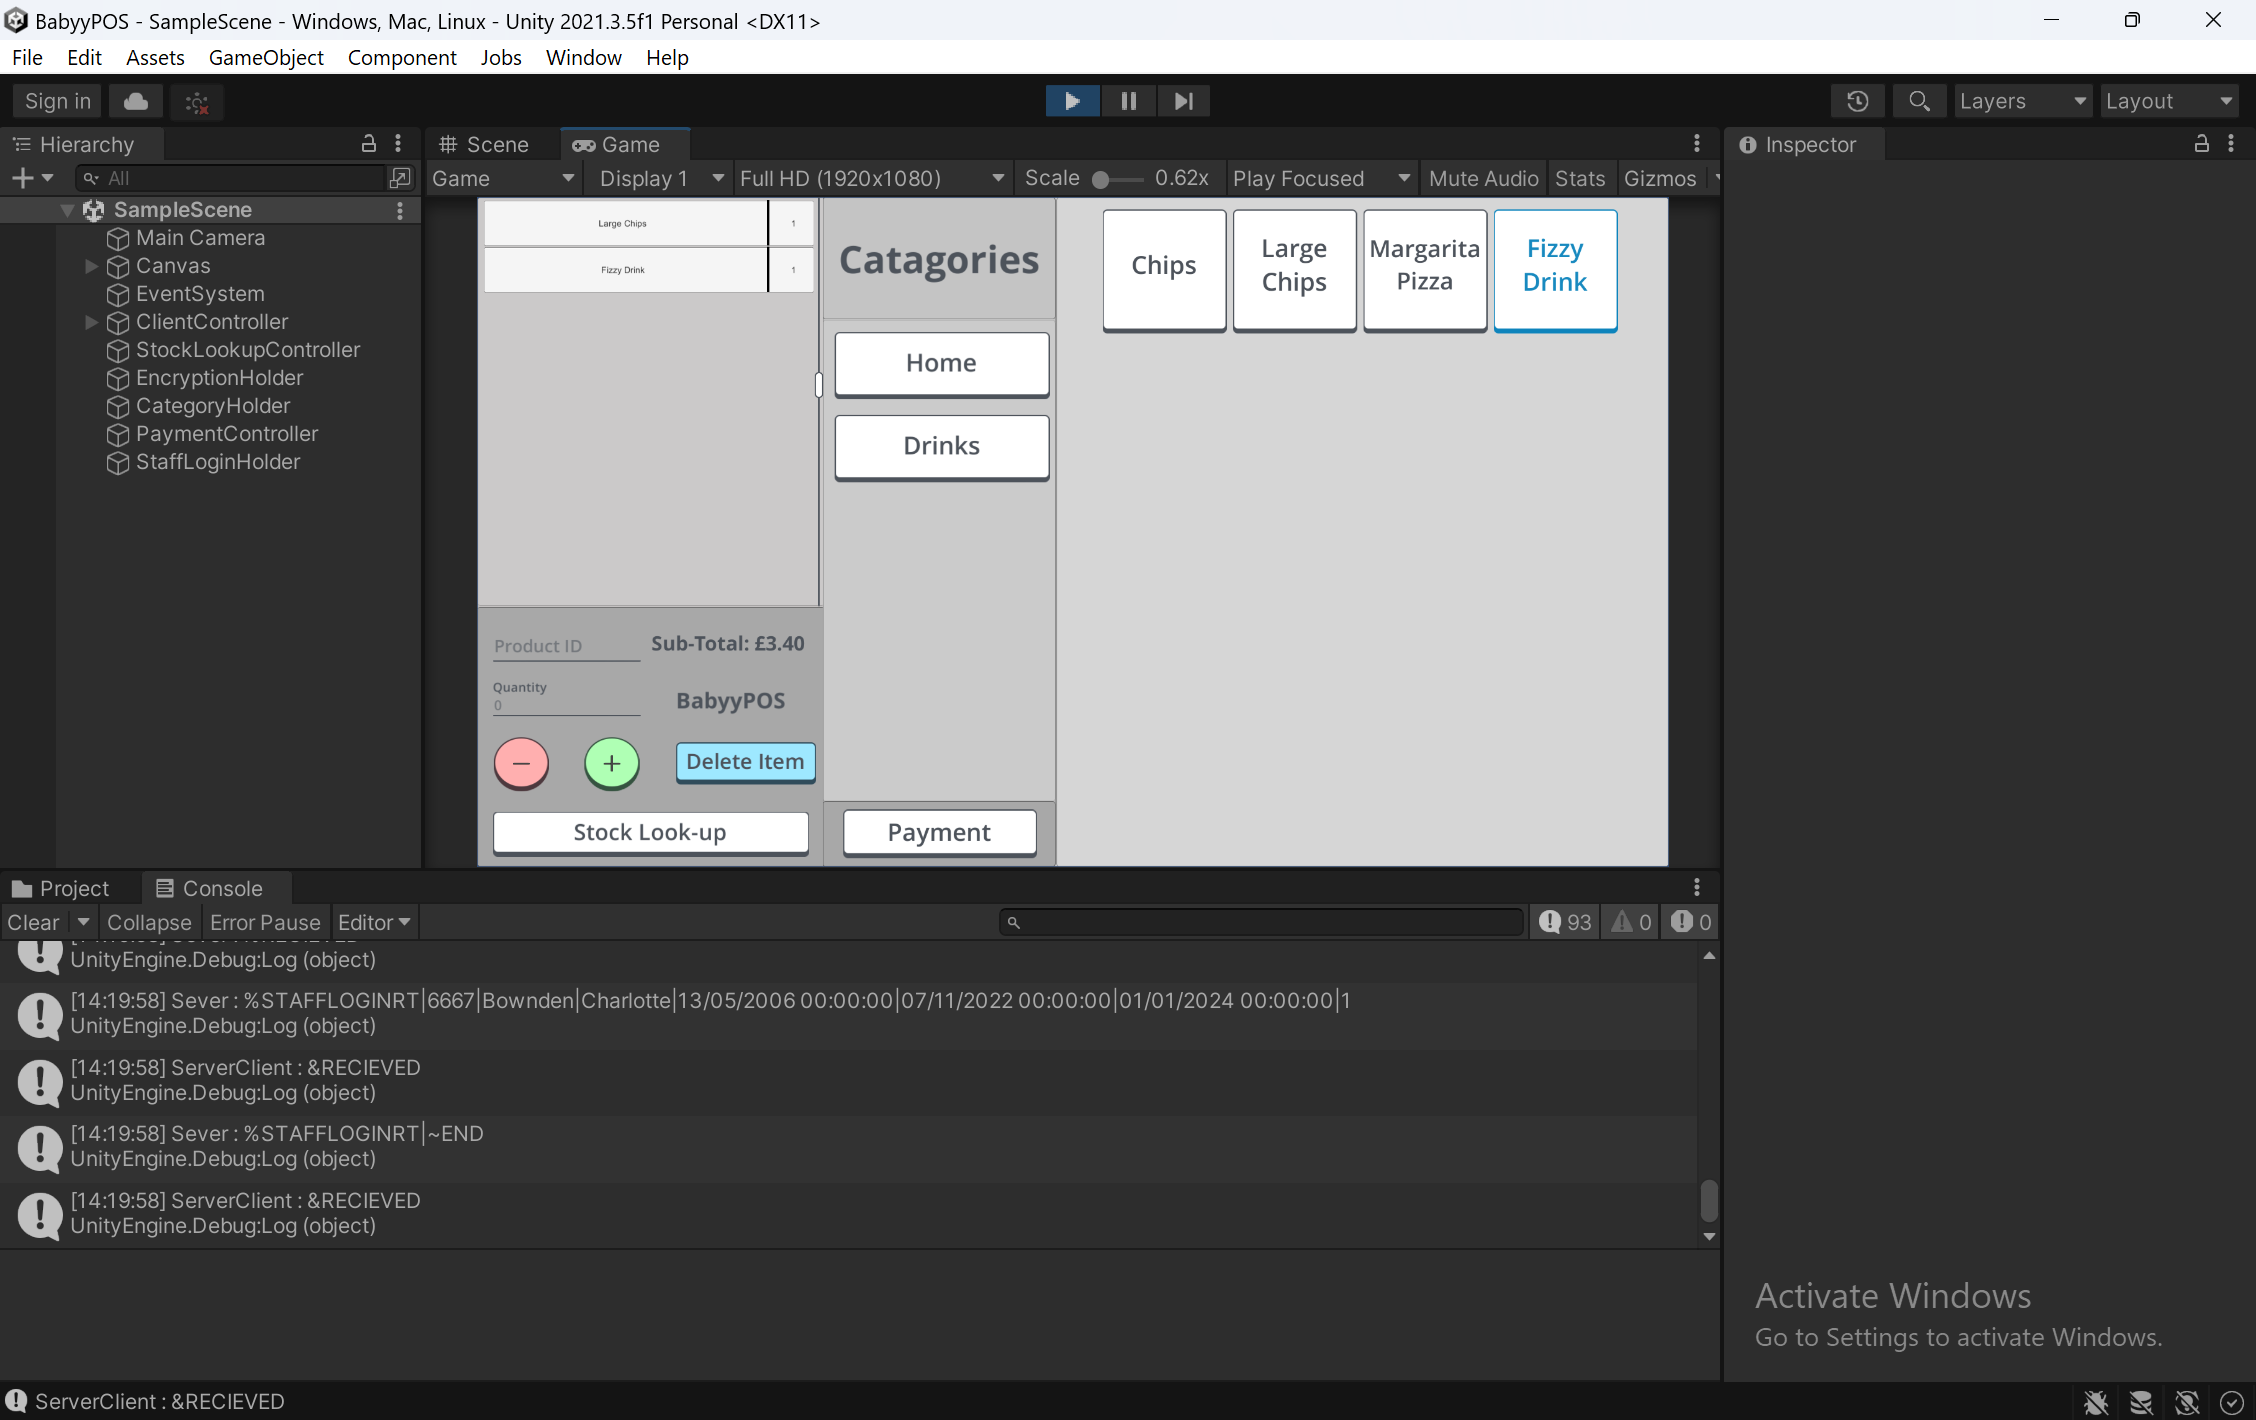 BabyyPOS - SampleScene - Windows, Mac, Linux - Unity 2021.3.5f1 Personal <DX11>
File Edit Assets GameObject Component Jobs Window Help
Sign in
Layers
Layout
Hierarchy
All
SampleScene
Main Camera
Canvas
EventSystem
ClientController
StockLookupController
EncryptionHolder
CategoryHolder
PaymentController
StaffLoginHolder
Scene
Game
Game
Display 1
Full HD (1920x1080)
Scale
0.62x
Play Focused
Mute Audio
Stats
Gizmos
Large Chips 1
Fizzy Drink 1
Product ID
Sub-Total: £3.40
Quantity
0
BabyyPOS
−
+
Delete Item
Stock Look-up
Catagories
Home
Drinks
Payment
Chips
Large
Chips
Margarita
Pizza
Fizzy
Drink
Inspector
Project
Console
Clear
Collapse
Error Pause
Editor
93
0
0
UnityEngine.Debug:Log (object)
[14:19:58] Sever : %STAFFLOGINRT|6667|Bownden|Charlotte|13/05/2006 00:00:00|07/11/2022 00:00:00|01/01/2024 00:00:00|1
UnityEngine.Debug:Log (object)
[14:19:58] ServerClient : &RECIEVED
UnityEngine.Debug:Log (object)
[14:19:58] Sever : %STAFFLOGINRT|~END
UnityEngine.Debug:Log (object)
[14:19:58] ServerClient : &RECIEVED
UnityEngine.Debug:Log (object)
Activate Windows
Go to Settings to activate Windows.
ServerClient : &RECIEVED